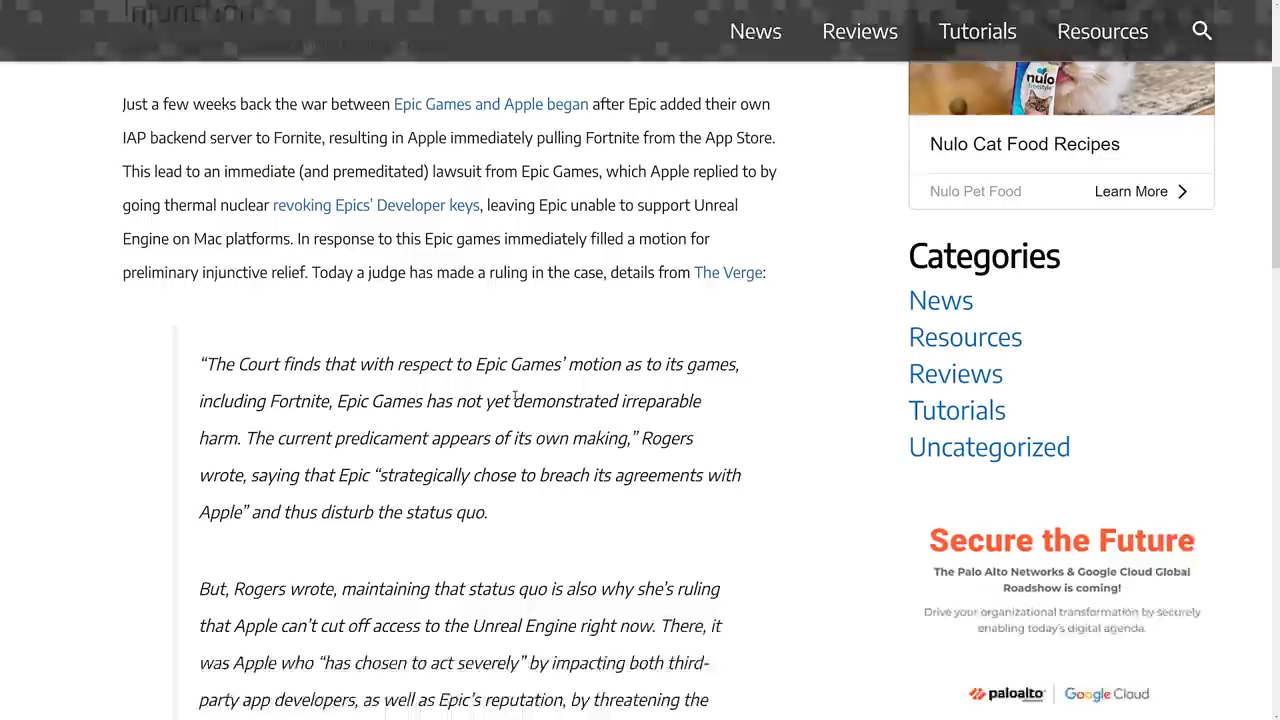 Injunction
News Reviews Tutorials Resources
Just a few weeks back the war between Epic Games and Apple began after Epic added their own
IAP backend server to Fornite, resulting in Apple immediately pulling Fortnite from the App Store.
This lead to an immediate (and premeditated) lawsuit from Epic Games, which Apple replied to by
going thermal nuclear revoking Epics’ Developer keys, leaving Epic unable to support Unreal
Engine on Mac platforms. In response to this Epic games immediately filled a motion for
preliminary injunctive relief. Today a judge has made a ruling in the case, details from The Verge:
“The Court finds that with respect to Epic Games’ motion as to its games,
including Fortnite, Epic Games has not yet demonstrated irreparable
harm. The current predicament appears of its own making,” Rogers
wrote, saying that Epic “strategically chose to breach its agreements with
Apple” and thus disturb the status quo.
But, Rogers wrote, maintaining that status quo is also why she’s ruling
that Apple can’t cut off access to the Unreal Engine right now. There, it
was Apple who “has chosen to act severely” by impacting both third-
party app developers, as well as Epic’s reputation, by threatening the
nulo
freestyle
Nulo Cat Food Recipes
Nulo Pet Food Learn More
Categories
News
Resources
Reviews
Tutorials
Uncategorized
Secure the Future
The Palo Alto Networks & Google Cloud Global
Roadshow is coming!
Drive your organizational transformation by securely
enabling today's digital agenda.
paloalto Google Cloud